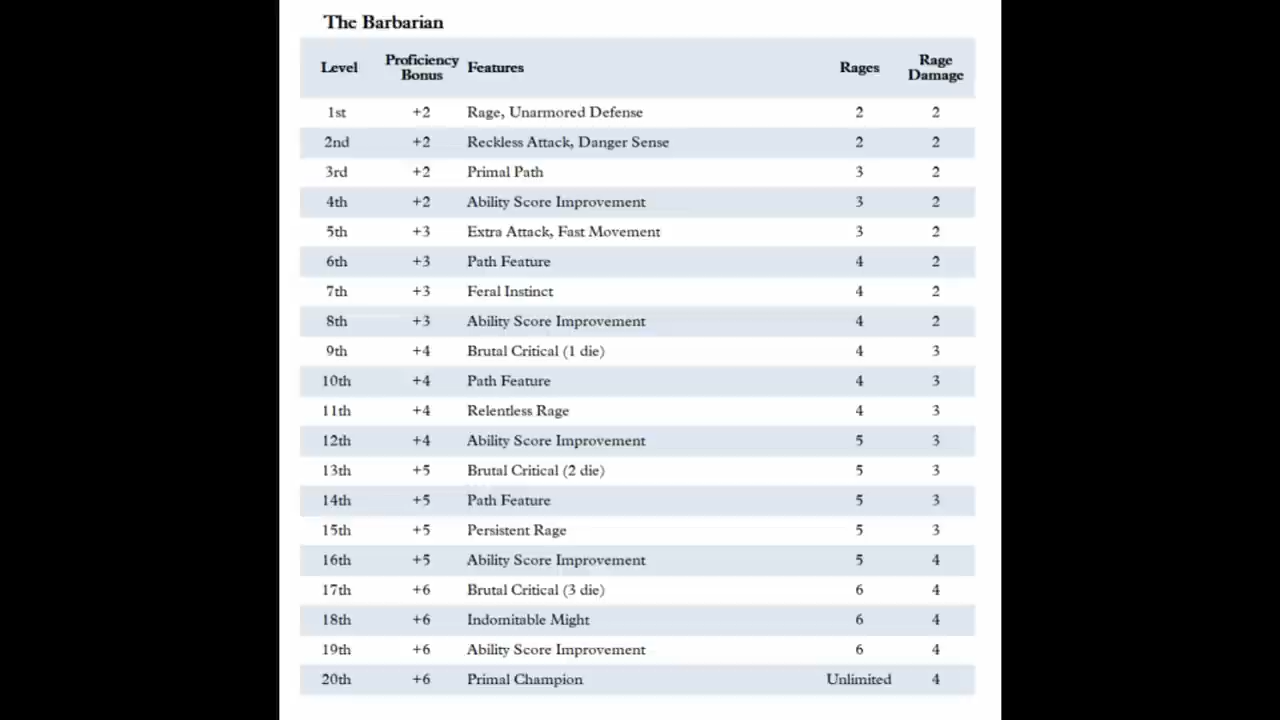 The Barbarian
Level Proficiency Bonus Features Rages Rage Damage
1st +2 Rage, Unarmored Defense 2 2
2nd +2 Reckless Attack, Danger Sense 2 2
3rd +2 Primal Path 3 2
4th +2 Ability Score Improvement 3 2
5th +3 Extra Attack, Fast Movement 3 2
6th +3 Path Feature 4 2
7th +3 Feral Instinct 4 2
8th +3 Ability Score Improvement 4 2
9th +4 Brutal Critical (1 die) 4 3
10th +4 Path Feature 4 3
11th +4 Relentless Rage 4 3
12th +4 Ability Score Improvement 5 3
13th +5 Brutal Critical (2 die) 5 3
14th +5 Path Feature 5 3
15th +5 Persistent Rage 5 3
16th +5 Ability Score Improvement 5 4
17th +6 Brutal Critical (3 die) 6 4
18th +6 Indomitable Might 6 4
19th +6 Ability Score Improvement 6 4
20th +6 Primal Champion Unlimited 4